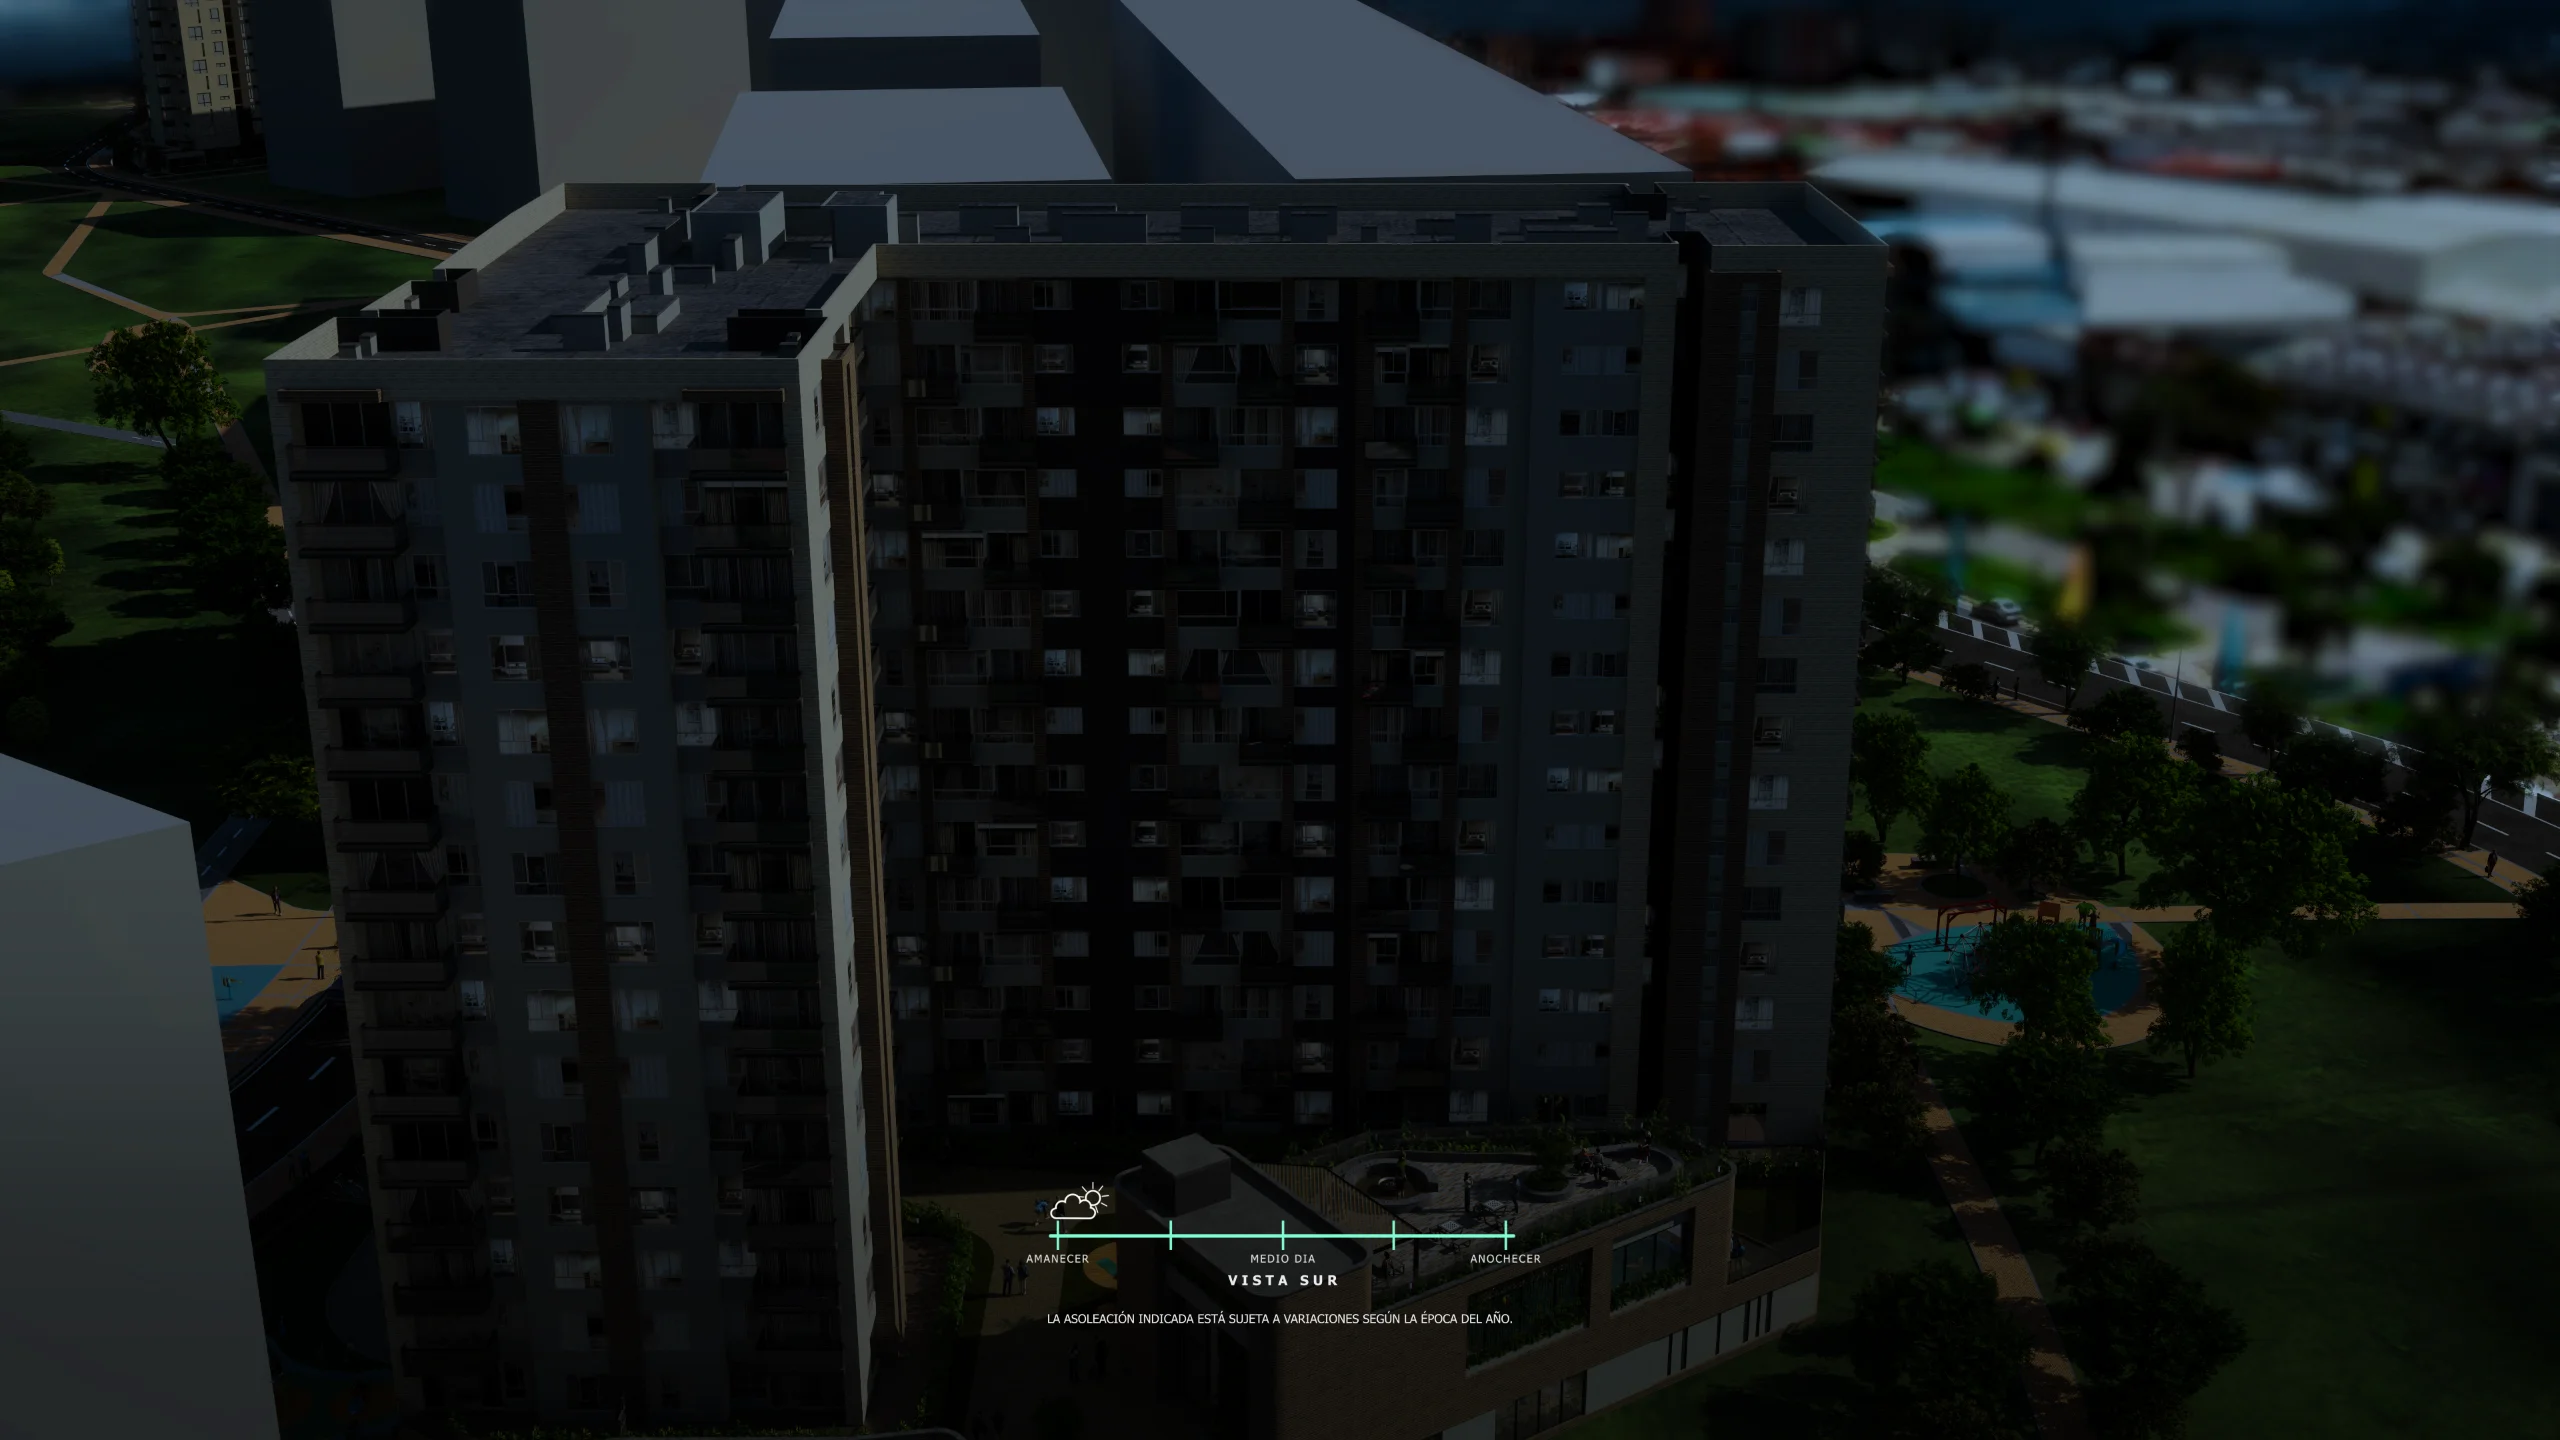 AMANECER MEDIO DIA ANOCHECER
VISTA SUR
LA ASOLEACIÓN INDICADA ESTÁ SUJETA A VARIACIONES SEGÚN LA ÉPOCA DEL AÑO.